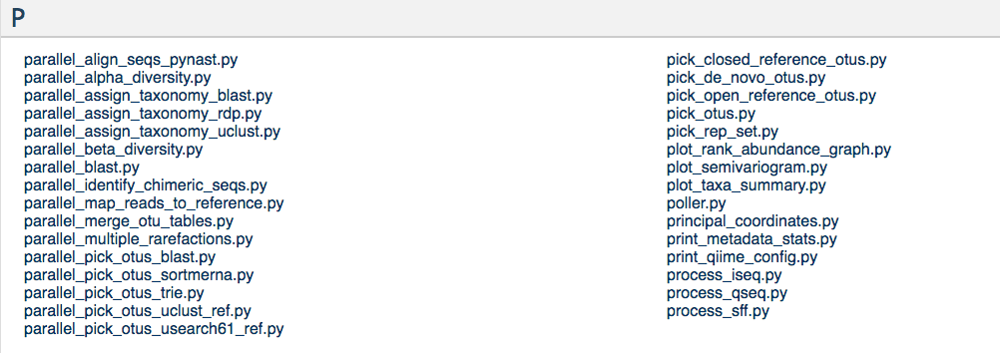 P
parallel_align_seqs_pynast.py
parallel_alpha_diversity.py
parallel_assign_taxonomy_blast.py
parallel_assign_taxonomy_rdp.py
parallel_assign_taxonomy_uclust.py
parallel_beta_diversity.py
parallel_blast.py
parallel_identify_chimeric_seqs.py
parallel_map_reads_to_reference.py
parallel_merge_otu_tables.py
parallel_multiple_rarefactions.py
parallel_pick_otus_blast.py
parallel_pick_otus_sortmerna.py
parallel_pick_otus_trie.py
parallel_pick_otus_uclust_ref.py
parallel_pick_otus_usearch61_ref.py
pick_closed_reference_otus.py
pick_de_novo_otus.py
pick_open_reference_otus.py
pick_otus.py
pick_rep_set.py
plot_rank_abundance_graph.py
plot_semivariogram.py
plot_taxa_summary.py
poller.py
principal_coordinates.py
print_metadata_stats.py
print_qiime_config.py
process_iseq.py
process_qseq.py
process_sff.py